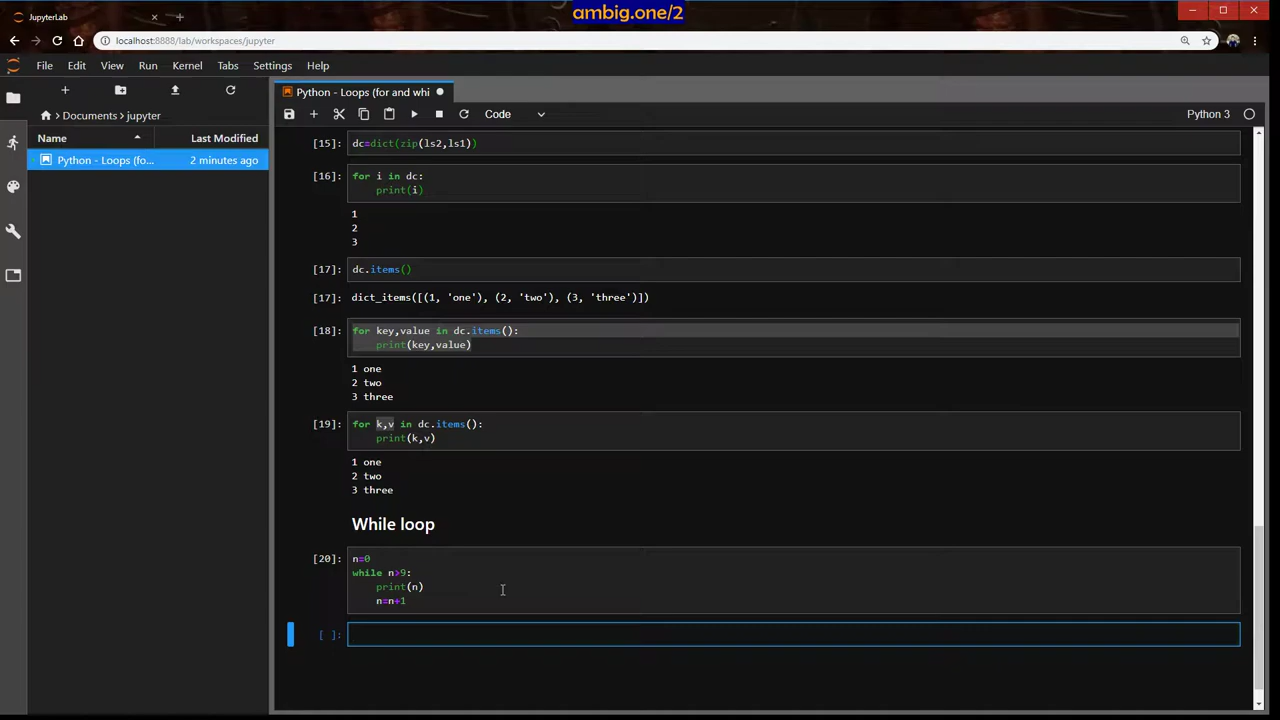 ambig.one/2
JupyterLab
localhost:8888/lab/workspaces/jupyter
File Edit View Run Kernel Tabs Settings Help
Python - Loops (for and whi
Code
Python 3
Documents jupyter
Name Last Modified
Python - Loops (fo... 2 minutes ago
[15]: dc=dict(zip(ls2,ls1))
[16]: for i in dc:
print(i)
1
2
3
[17]: dc.items()
[17]: dict_items([(1, 'one'), (2, 'two'), (3, 'three')])
[18]: for key,value in dc.items():
print(key,value)
1 one
2 two
3 three
[19]: for k,v in dc.items():
print(k,v)
1 one
2 two
3 three
While loop
[20]: n=0
while n>9:
print(n)
n=n+1
[ ]: